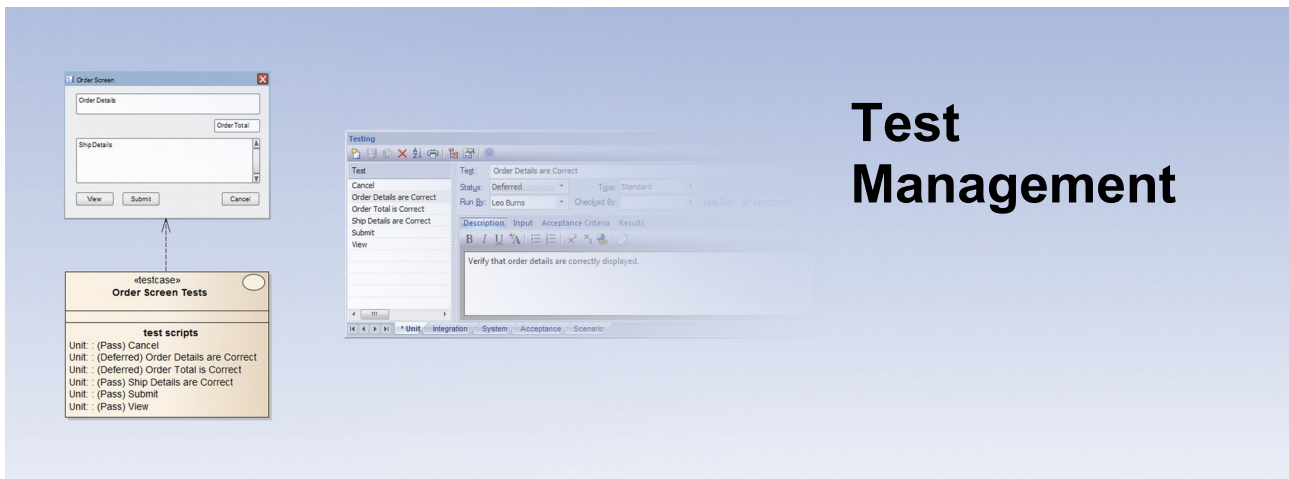 Order Screen
Order Details
Order Total
Ship Details
View Submit Cancel
«testcase»
Order Screen Tests
test scripts
Unit: : (Pass) Cancel
Unit: : (Deferred) Order Details are Correct
Unit: : (Deferred) Order Total is Correct
Unit: : (Pass) Ship Details are Correct
Unit: : (Pass) Submit
Unit: : (Pass) View
Testing
Test
Cancel
Order Details are Correct
Order Total is Correct
Ship Details are Correct
Submit
View
Test: Order Details are Correct
Status: Deferred Type: Standard
Run By: Leo Burns Checked By:
Description Input Acceptance Criteria Results
B I U A x² x₂
Verify that order details are correctly displayed.
* Unit Integration System Acceptance Scenario
Test
Management